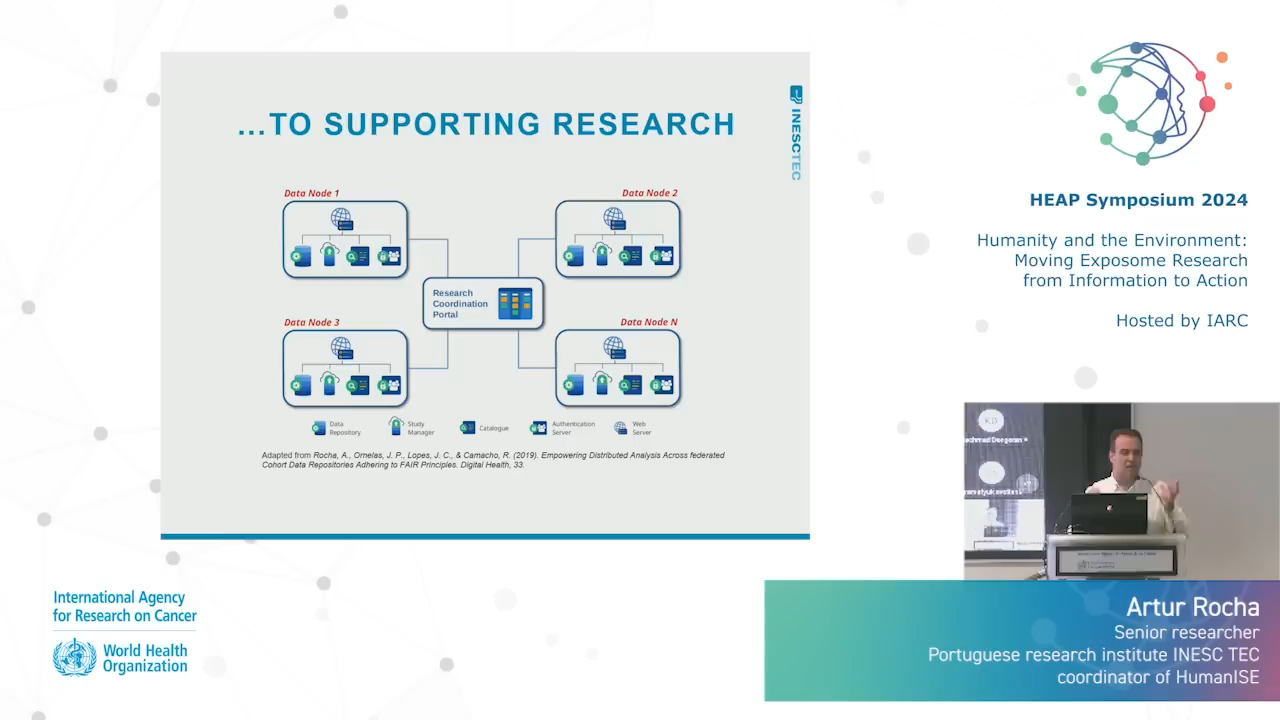 ...TO SUPPORTING RESEARCH
INESCTEC
Data Node 1
Data Node 2
Research
Coordination
Portal
Data Node 3
Data Node N
Data
Repository
Study
Manager
Catalogue
Authentication
Server
Web
Server
Adapted from Rocha, A., Ornelas, J. P., Lopes, J. C., & Camacho, R. (2019). Empowering Distributed Analysis Across federated
Cohort Data Repositories Adhering to FAIR Principles. Digital Health, 33.
HEAP Symposium 2024
Humanity and the Environment:
Moving Exposome Research
from Information to Action
Hosted by IARC
KD
International Agency
for Research on Cancer
World Health
Organization
Artur Rocha
Senior researcher
Portuguese research institute INESC TEC
coordinator of HumanISE